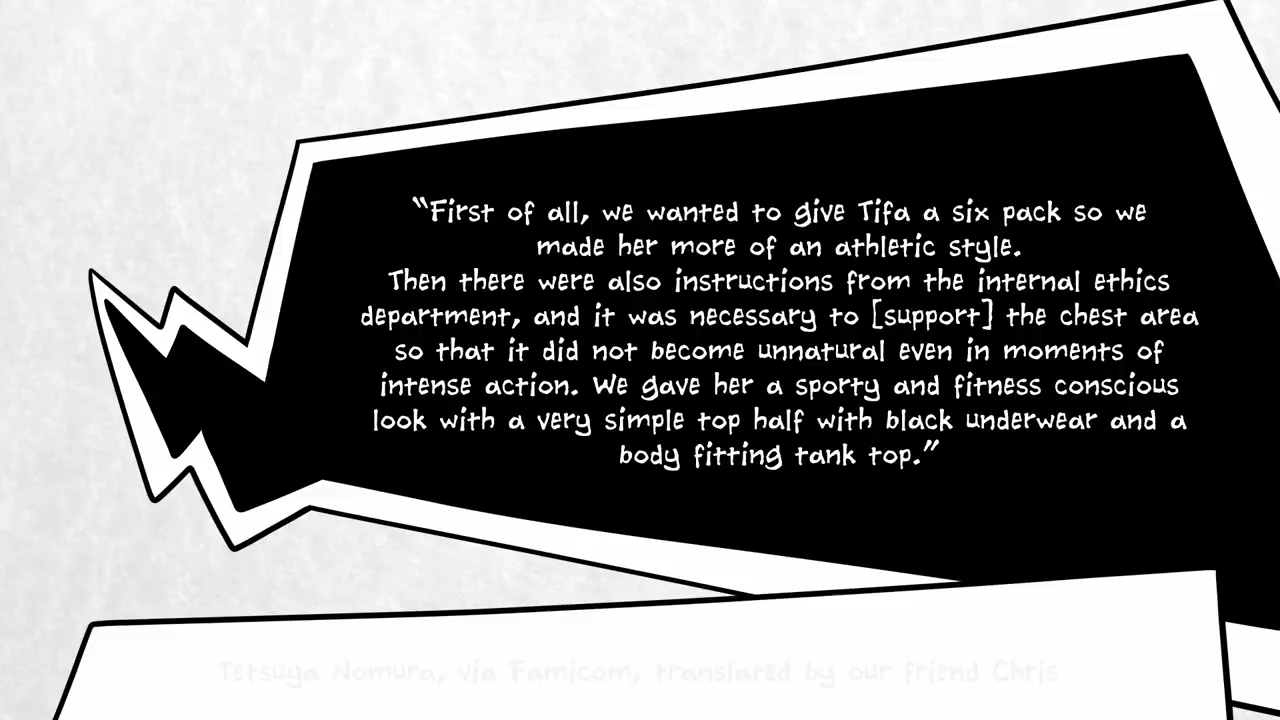 “First of all, we wanted to give Tifa a six pack so we
made her more of an athletic style.
Then there were also instructions from the internal ethics
department, and it was necessary to [support] the chest area
so that it did not become unnatural even in moments of
intense action. We gave her a sporty and fitness conscious
look with a very simple top half with black underwear and a
body fitting tank top.”
Tetsuya Nomura, via Famicom, translated by our friend Chris